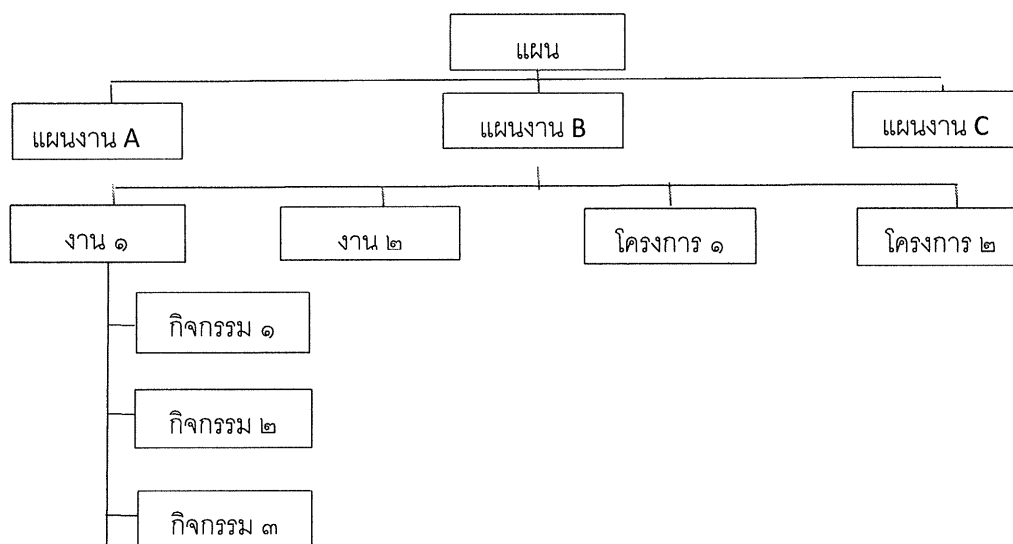 แผน
แผนงาน A
แผนงาน B
แผนงาน C
งาน ๑
งาน ๒
โครงการ ๑
โครงการ ๒
กิจกรรม ๑
กิจกรรม ๒
กิจกรรม ๓